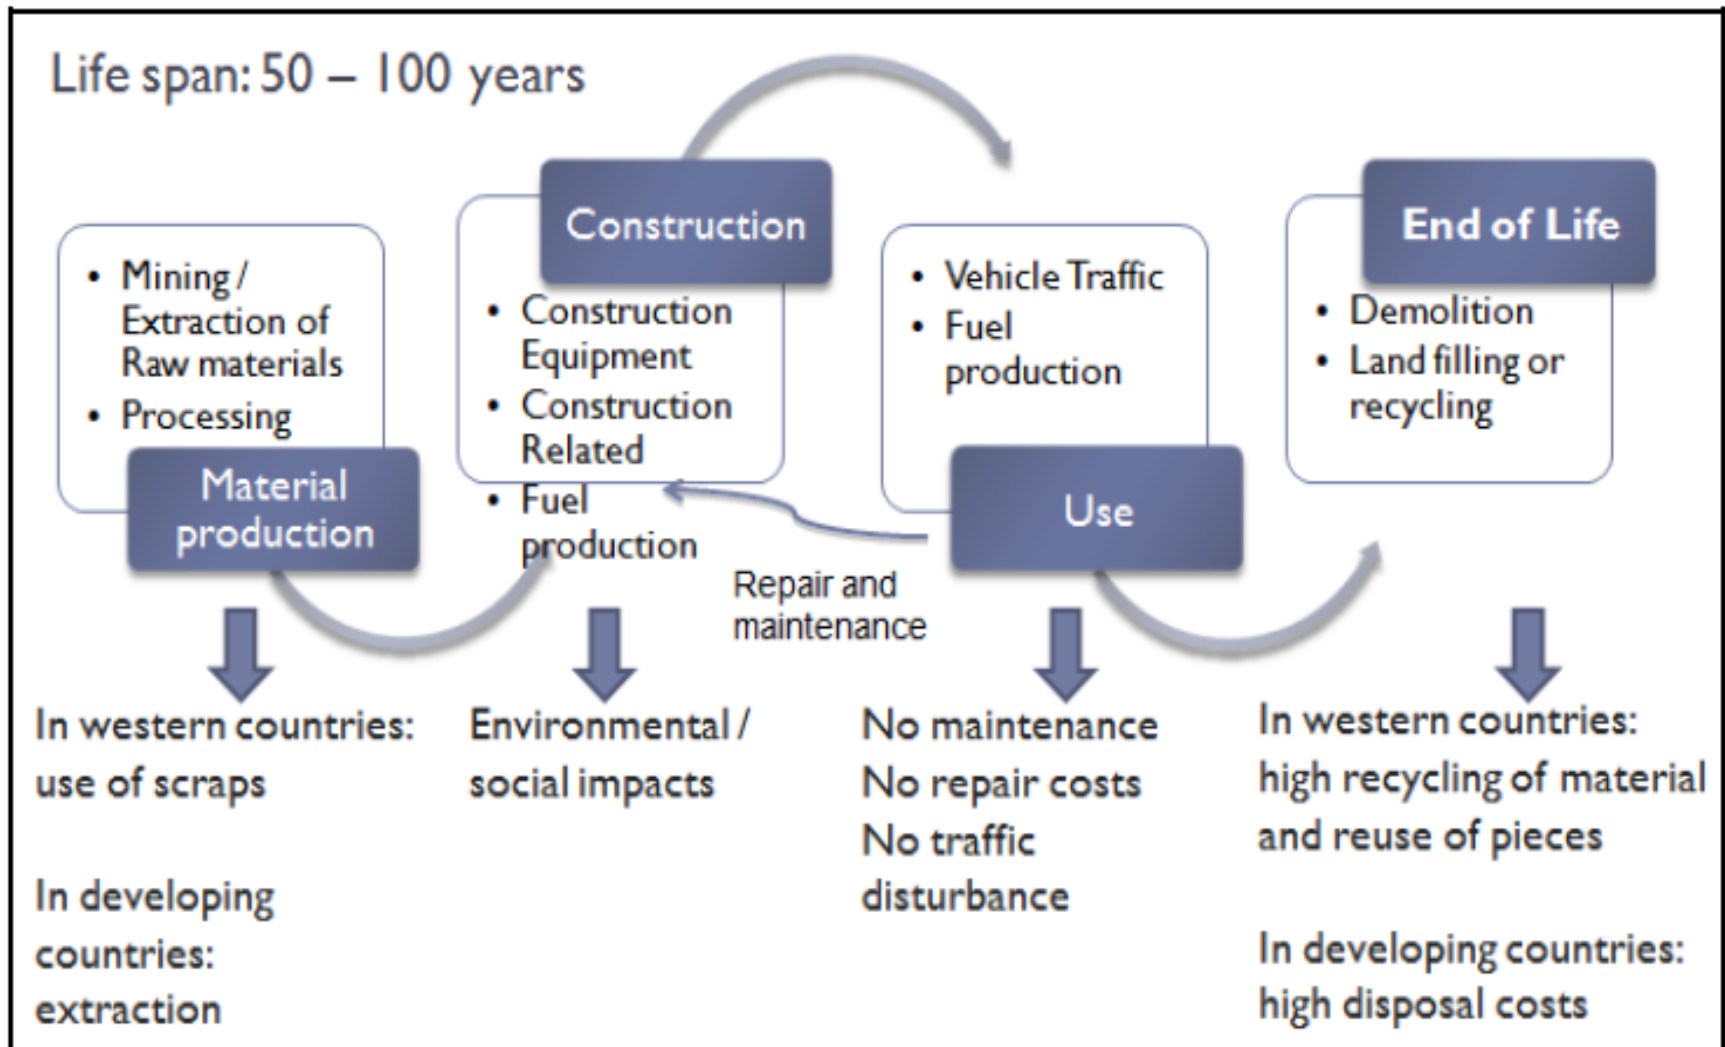 Life span: 50 – 100 years
• Mining /
Extraction of
Raw materials
• Processing
Material
production
Construction
• Construction
Equipment
• Construction
Related
• Fuel
production
Repair and
maintenance
• Vehicle Traffic
• Fuel
production
Use
End of Life
• Demolition
• Land filling or
recycling
In western countries:
use of scraps
In developing
countries:
extraction
Environmental /
social impacts
No maintenance
No repair costs
No traffic
disturbance
In western countries:
high recycling of material
and reuse of pieces
In developing countries:
high disposal costs